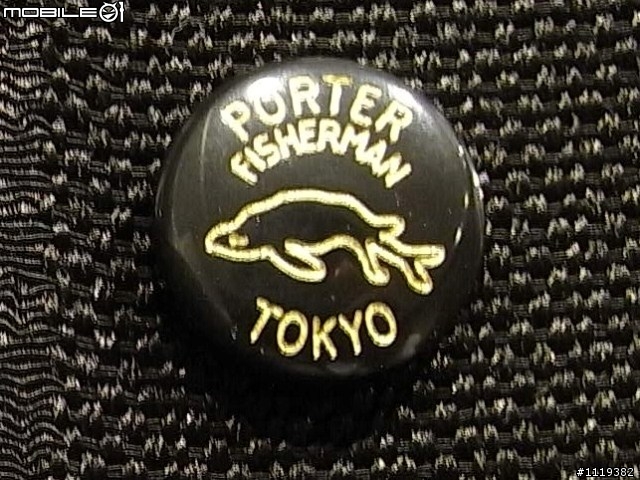 MOBILE01
PORTER
FISHERMAN
TOKYO
#1119382